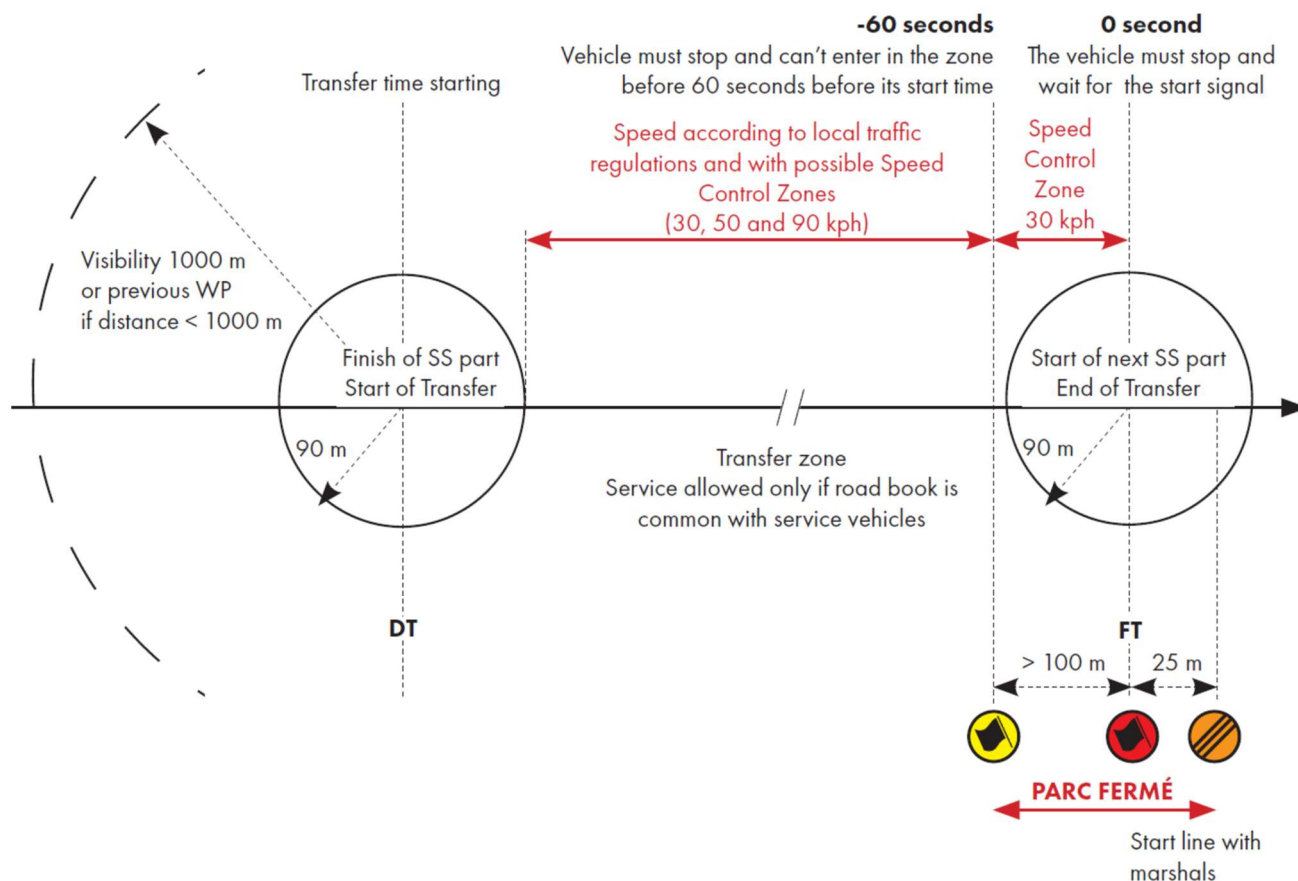 -60 seconds
Vehicle must stop and can't enter in the zone
before 60 seconds before its start time
0 second
The vehicle must stop and
wait for the start signal
Transfer time starting
Speed according to local traffic
regulations and with possible Speed
Control Zones
(30, 50 and 90 kph)
Speed
Control
Zone
30 kph
Visibility 1000 m
or previous WP
if distance < 1000 m
Finish of SS part
Start of Transfer
Start of next SS part
End of Transfer
90 m
Transfer zone
Service allowed only if road book is
common with service vehicles
90 m
DT
FT
> 100 m
25 m
PARC FERMÉ
Start line with
marshals